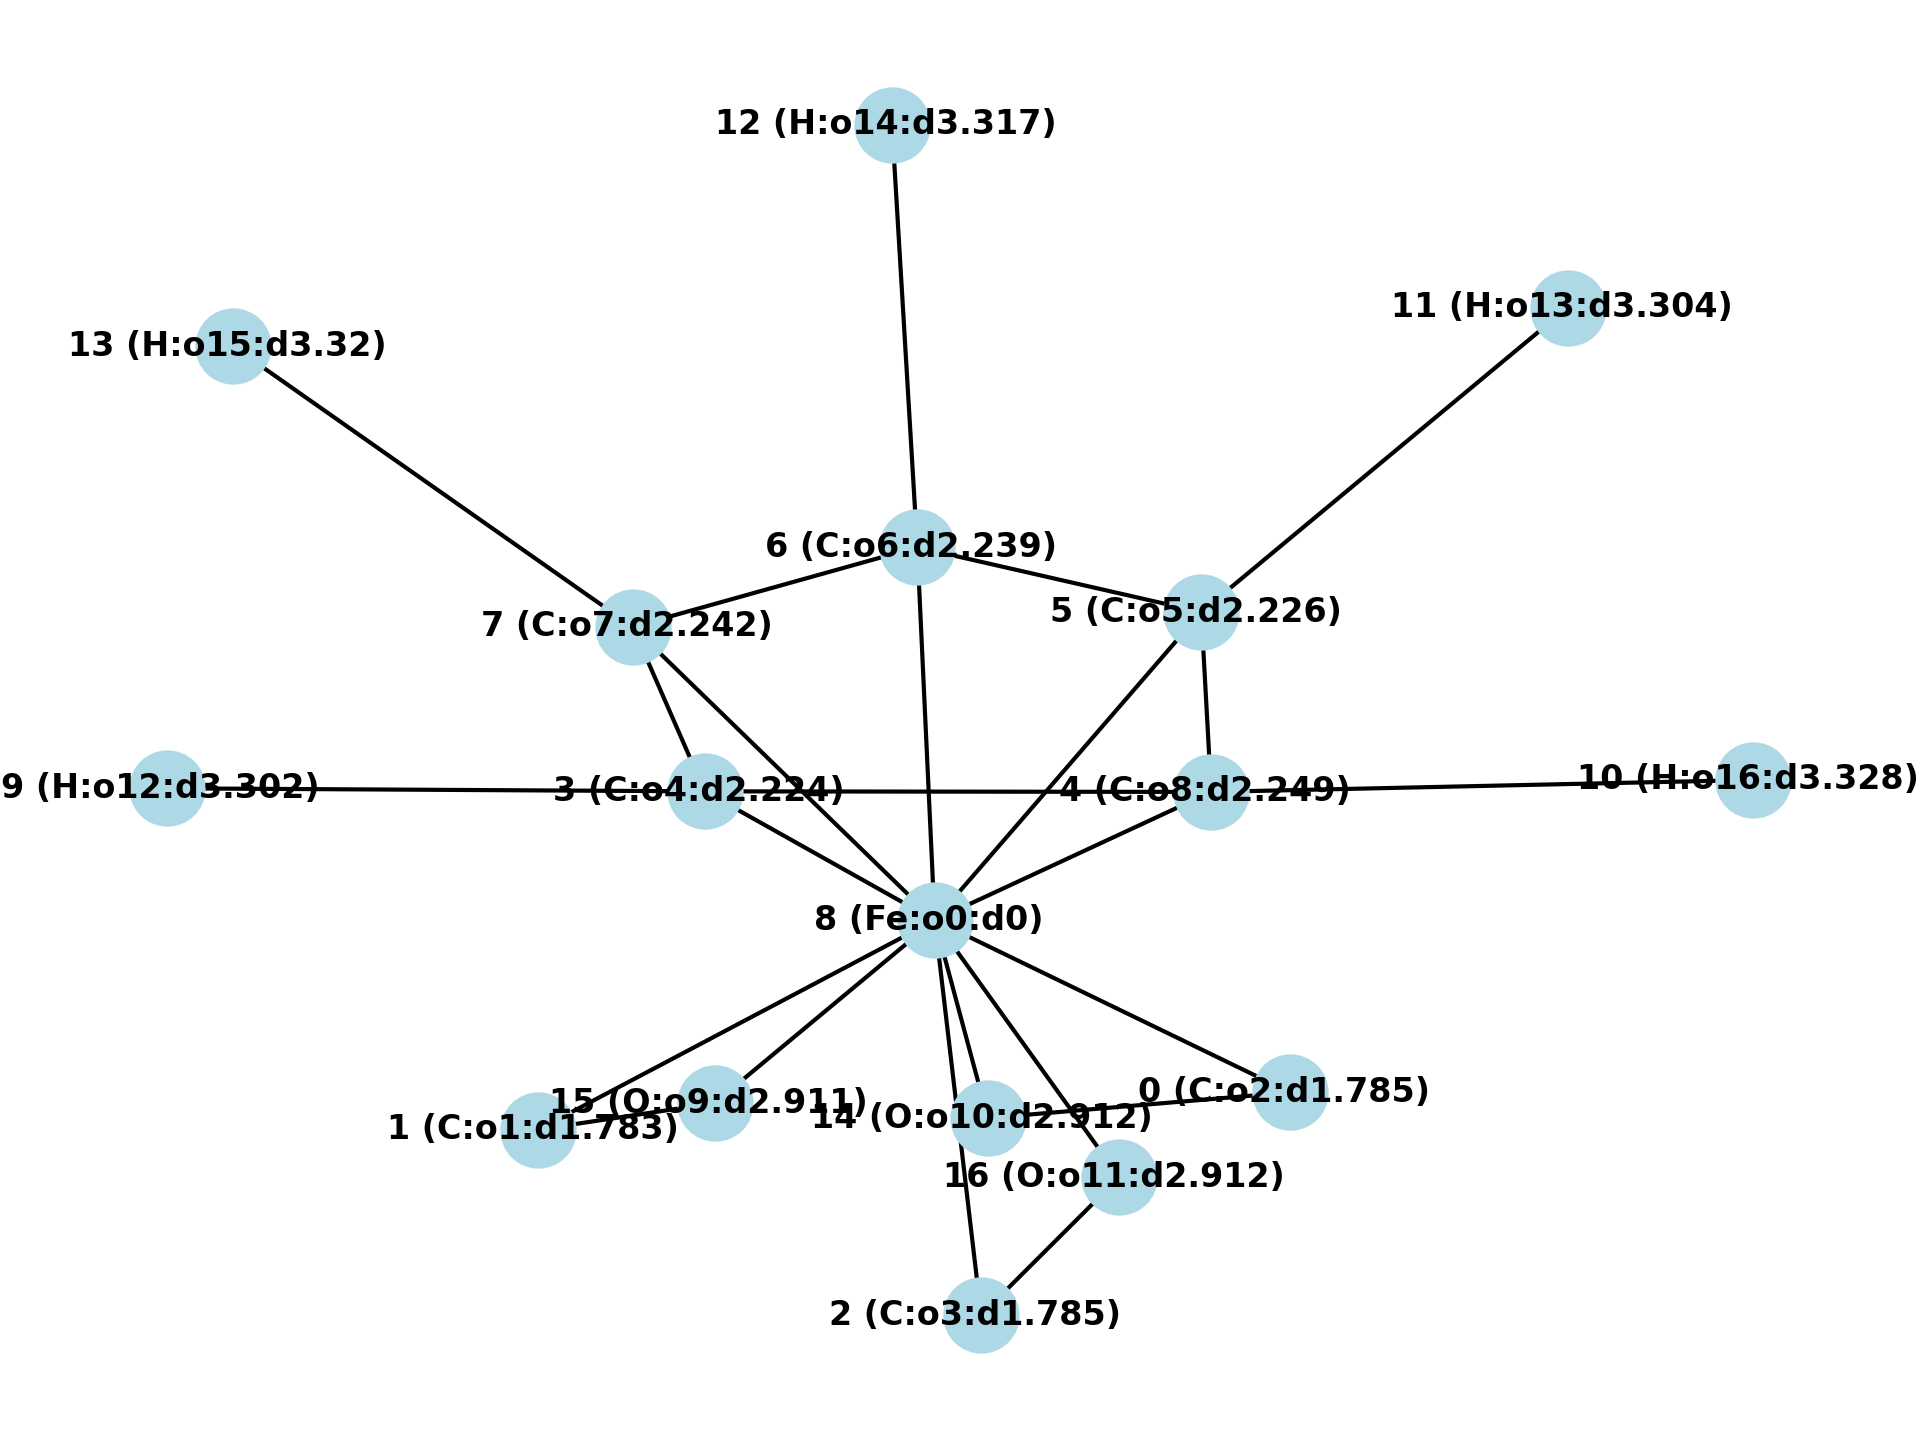 12 (H:o14:d3.317)
11 (H:o13:d3.304)
13 (H:o15:d3.32)
6 (C:o6:d2.239)
5 (C:o5:d2.226)
7 (C:o7:d2.242)
9 (H:o12:d3.302)
3 (C:o4:d2.224)
4 (C:o8:d2.249)
10 (H:o16:d3.328)
8 (Fe:o0:d0)
0 (C:o2:d1.785)
15 (O:o9:d2.911)
14 (O:o10:d2.912)
1 (C:o1:d1.783)
16 (O:o11:d2.912)
2 (C:o3:d1.785)